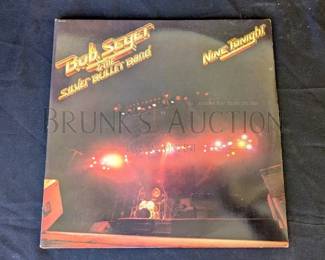 Bob Seger
& the
Silver Bullet Band
Nine Tonight
BRUNK'S AUCTION